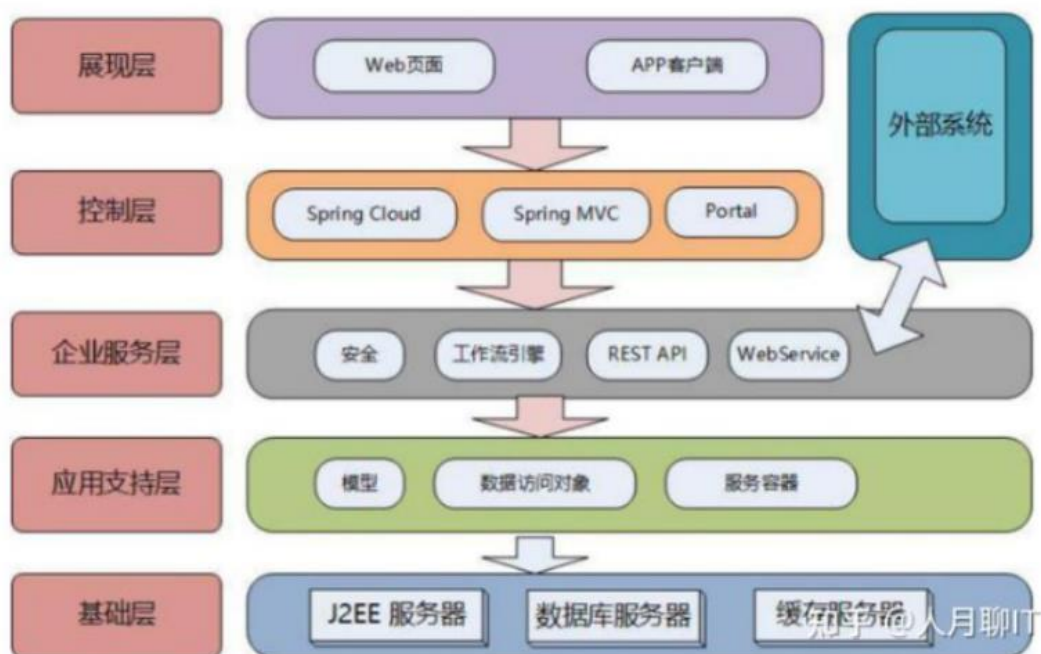 展现层
Web页面
APP客户端
外部系统
控制层
Spring Cloud
Spring MVC
Portal
企业服务层
安全
工作流引擎
REST API
WebService
应用支持层
模型
数据访问对象
服务容器
基础层
J2EE 服务器
数据库服务器
缓存服务器
知乎 @人月聊IT